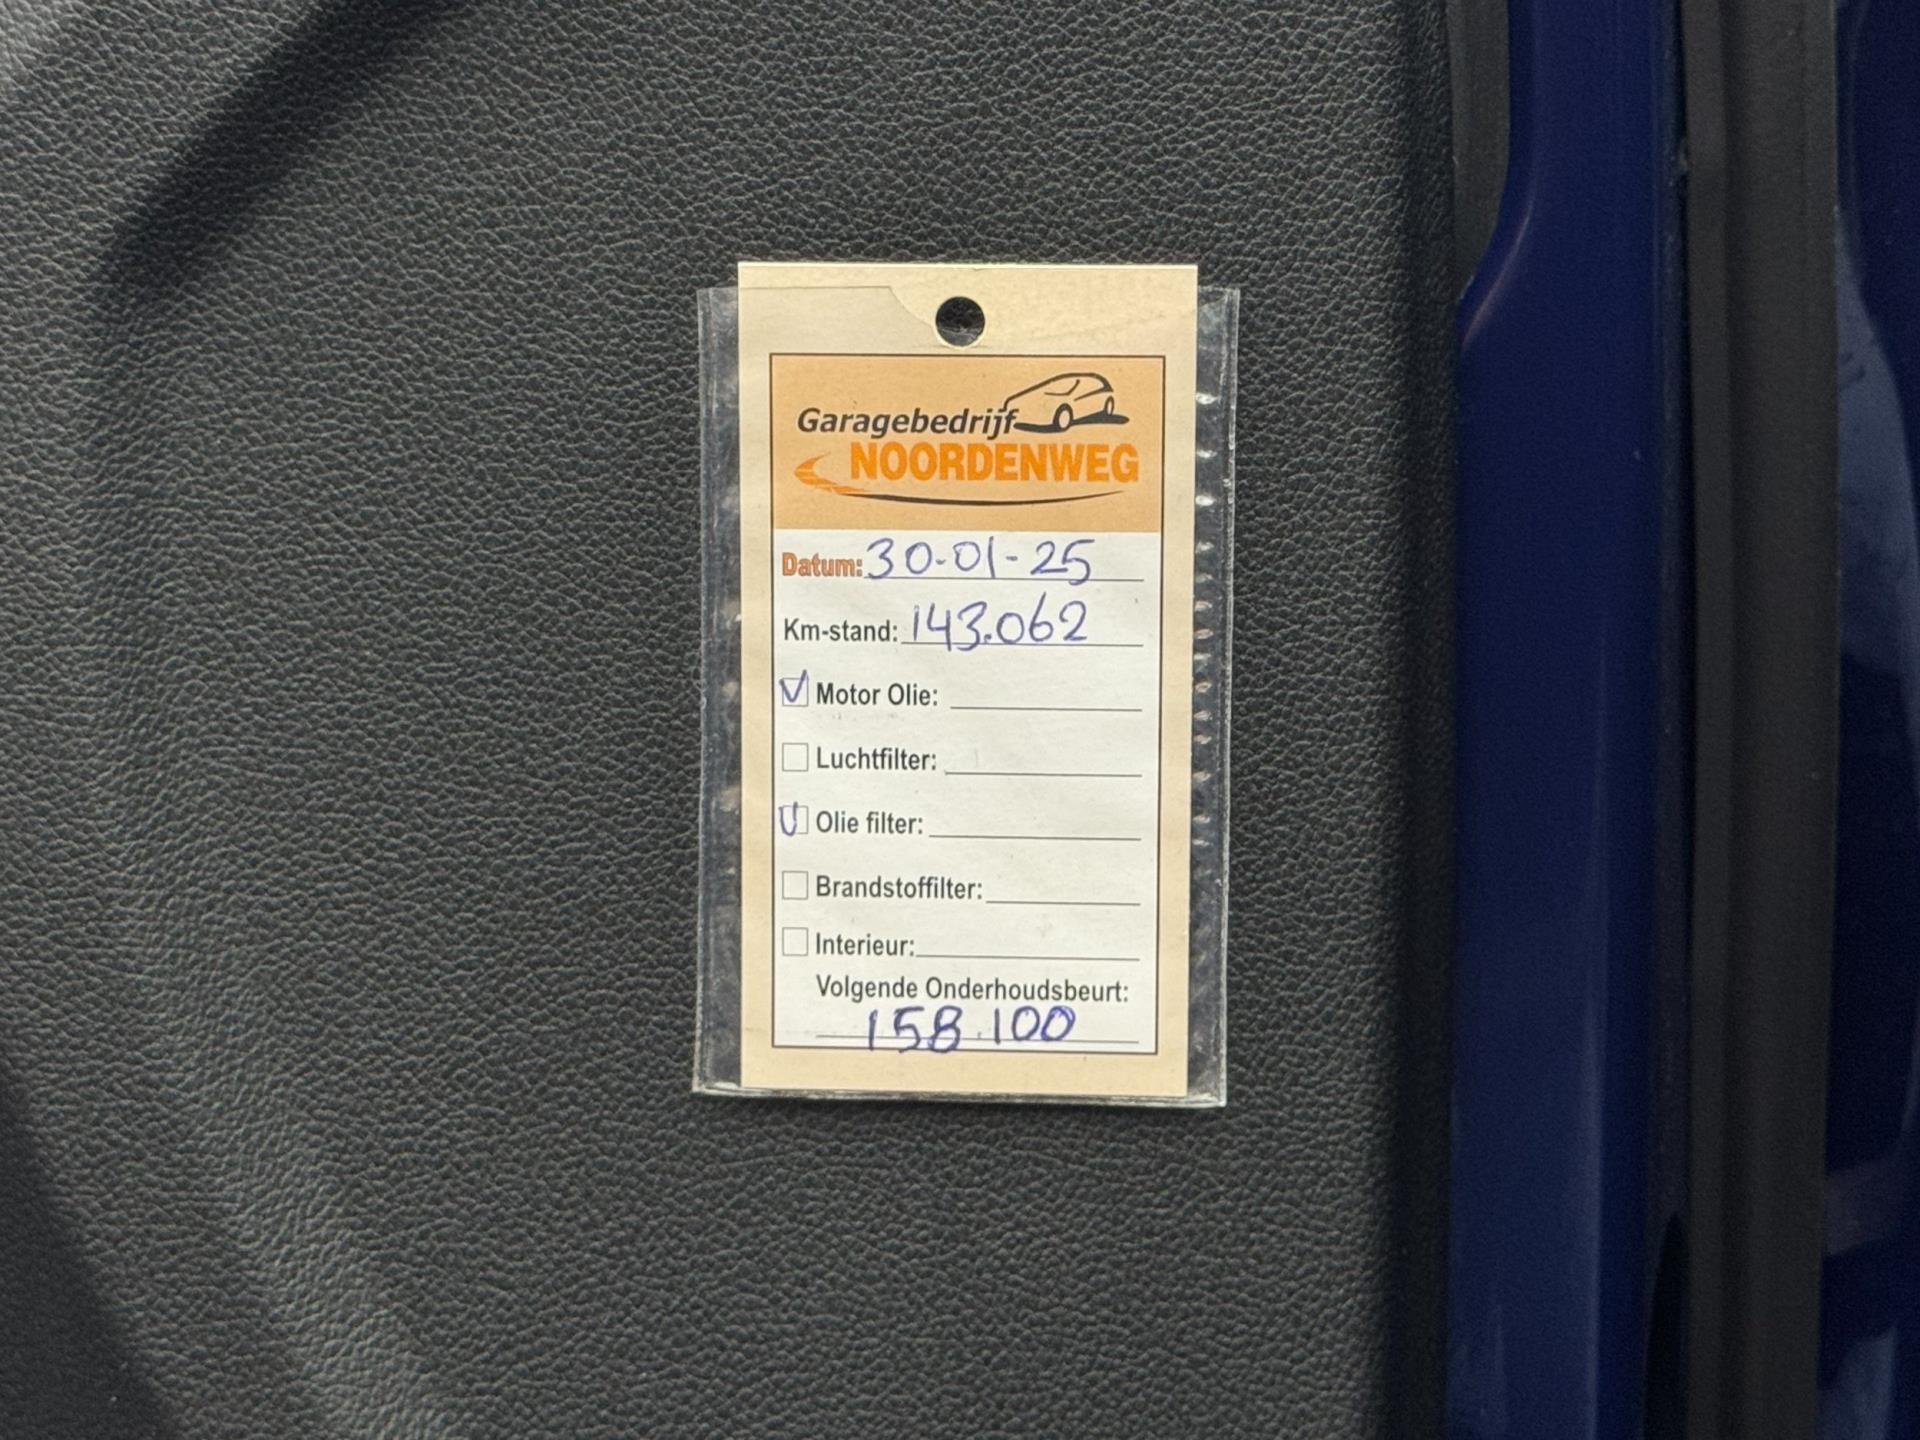 Garagebedrijf
NOORDENWEG
Datum: 30-01-25
Km-stand: 143.062
Motor Olie:
Luchtfilter:
Olie filter:
Brandstoffilter:
Interieur:
Volgende Onderhoudsbeurt:
158.100